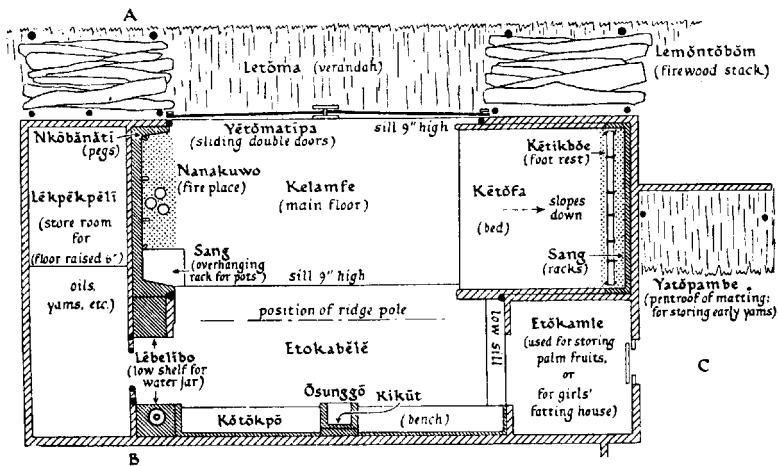 A
Letōma (verandah)
Lemōntōbōm
(firewood stack)
Nkōbānāti
(pegs)
Yētōmatīpa
(sliding double doors)
sill 9" high
Kētikbōe
(foot rest)
Nanakuwo
(fire place)
Lēkpēkpēlī
(store room
for
(floor raised 6")
oils,
yams, etc.)
Kelamfe
(main floor)
Kētōfa
(bed)
slopes
down
Sang
(overhanging
rack for pots)
sill 9" high
Sang
(racks)
Yatōpambe
(pentroof of matting:
for storing early yams)
position of ridge pole
Etokabēlē
low sill
Etōkamle
(used for storing
palm fruits,
or
for girls'
fatting house)
C
Lēbelībo
(low shelf for
water jar)
Ōsunggō
Kikūt
Kōtōkpō
(bench)
B